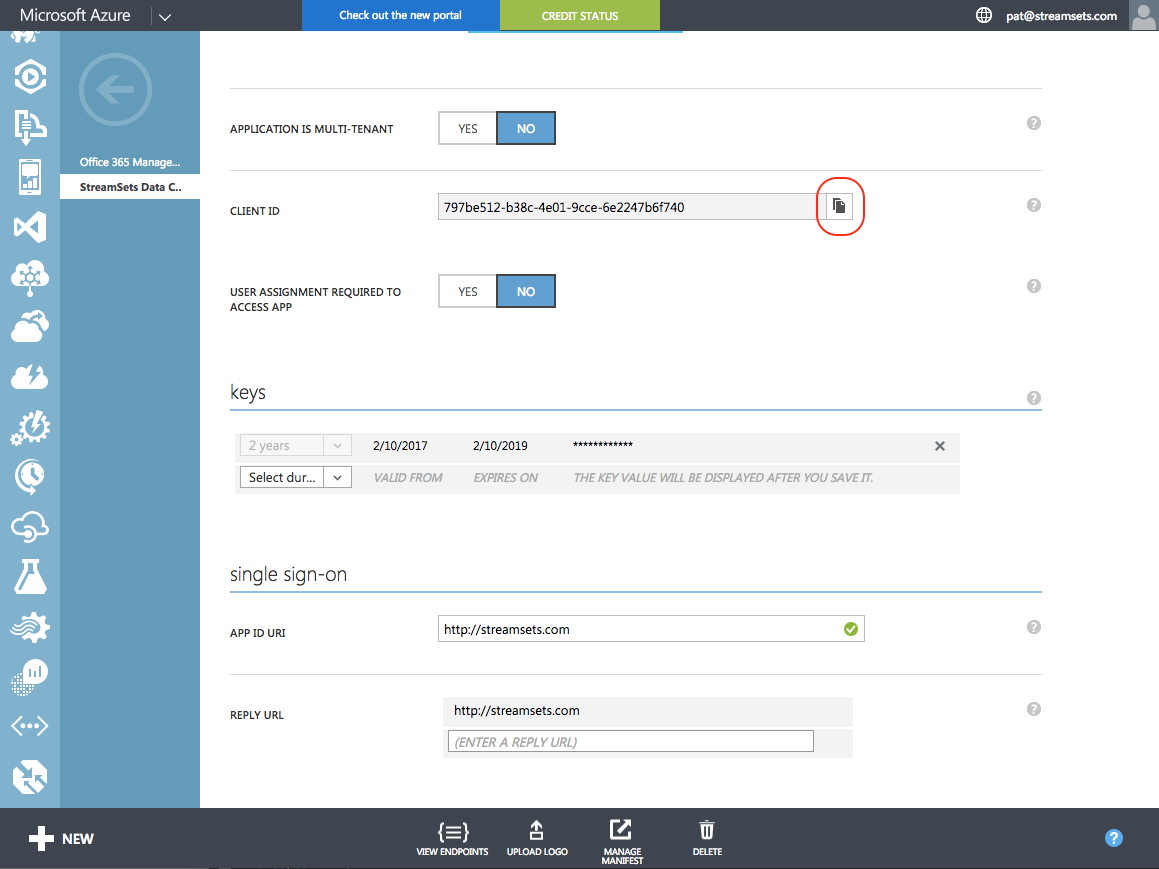 Microsoft Azure
Check out the new portal
CREDIT STATUS
pat@streamsets.com
Office 365 Manage...
StreamSets Data C..
APPLICATION IS MULTI-TENANT
YES NO
?
CLIENT ID
797be512-b38c-4e01-9cce-6e2247b6f740
?
USER ASSIGNMENT REQUIRED TO
ACCESS APP
YES NO
?
keys
?
2 years 2/10/2017 2/10/2019 ************
Select dur... VALID FROM EXPIRES ON THE KEY VALUE WILL BE DISPLAYED AFTER YOU SAVE IT.
single sign-on
APP ID URI
http://streamsets.com
?
REPLY URL
http://streamsets.com
?
(ENTER A REPLY URL)
NEW
VIEW ENDPOINTS
UPLOAD LOGO
MANAGE
MANIFEST
DELETE
?